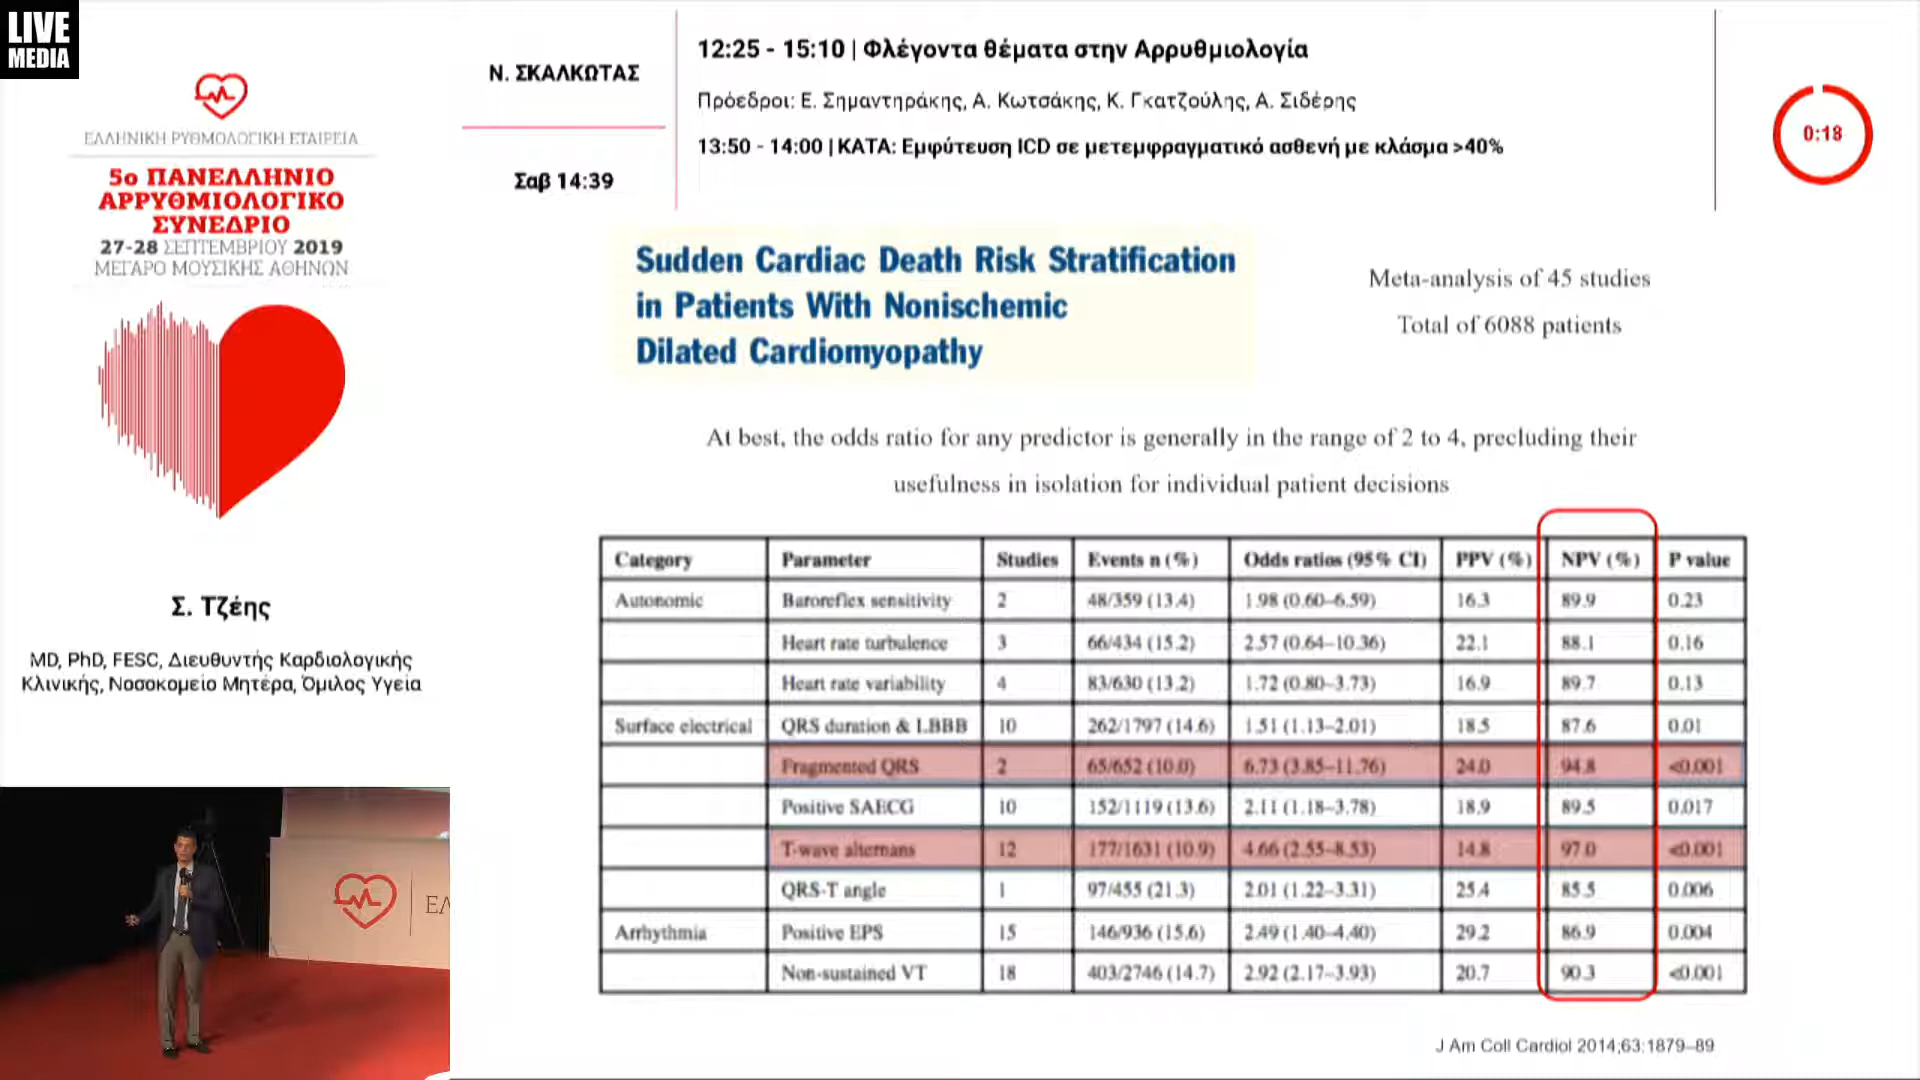 LIVE
MEDIA
ΕΛΛΗΝΙΚΗ ΡΥΘΜΟΛΟΓΙΚΗ ΕΤΑΙΡΕΙΑ
5ο ΠΑΝΕΛΛΗΝΙΟ
ΑΡΡΥΘΜΙΟΛΟΓΙΚΟ
ΣΥΝΕΔΡΙΟ
27-28 ΣΕΠΤΕΜΒΡΙΟΥ 2019
ΜΕΓΑΡΟ ΜΟΥΣΙΚΗΣ ΑΘΗΝΩΝ
Σ. Τζέης
MD, PhD, FESC, Διευθυντής Καρδιολογικής
Κλινικής, Νοσοκομείο Μητέρα, Όμιλος Υγεία
Ν. ΣΚΑΛΚΩΤΑΣ
Σαβ 14:39
12:25 - 15:10 | Φλέγοντα θέματα στην Αρρυθμιολογία
Πρόεδροι: Ε. Σημαντηράκης, Α. Κωτσάκης, Κ. Γκατζούλης, Α. Σιδέρης
13:50 - 14:00 | ΚΑΤΑ: Εμφύτευση ICD σε μετεμφραγματικό ασθενή με κλάσμα >40%
0:18
Sudden Cardiac Death Risk Stratification
in Patients With Nonischemic
Dilated Cardiomyopathy
Meta-analysis of 45 studies
Total of 6088 patients
At best, the odds ratio for any predictor is generally in the range of 2 to 4, precluding their
usefulness in isolation for individual patient decisions
Category Parameter Studies Events n (%) Odds ratios (95% CI) PPV (%) NPV (%) P value
Autonomic Baroreflex sensitivity 2 48/359 (13.4) 1.98 (0.60–6.59) 16.3 89.9 0.23
Heart rate turbulence 3 66/434 (15.2) 2.57 (0.64–10.36) 22.1 88.1 0.16
Heart rate variability 4 83/630 (13.2) 1.72 (0.80–3.73) 16.9 89.7 0.13
Surface electrical QRS duration & LBBB 10 262/1797 (14.6) 1.51 (1.13–2.01) 18.5 87.6 0.01
Fragmented QRS 2 65/652 (10.0) 6.73 (3.85–11.76) 24.0 94.8 <0.001
Positive SAECG 10 152/1119 (13.6) 2.11 (1.18–3.78) 18.9 89.5 0.017
T-wave alternans 12 177/1631 (10.9) 4.66 (2.55–8.53) 14.8 97.0 <0.001
QRS-T angle 1 97/455 (21.3) 2.01 (1.22–3.31) 25.4 85.5 0.006
Arrhythmia Positive EPS 15 146/936 (15.6) 2.49 (1.40–4.40) 29.2 86.9 0.004
Non-sustained VT 18 403/2746 (14.7) 2.92 (2.17–3.93) 20.7 90.3 <0.001
J Am Coll Cardiol 2014;63:1879–89
ΕΛ